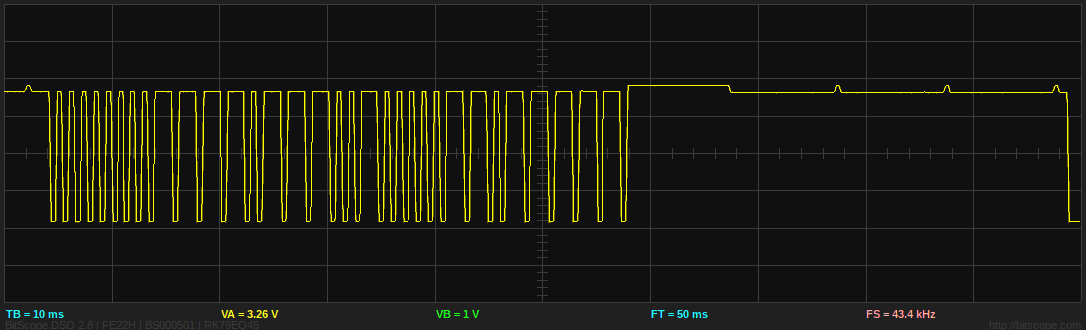 TB = 10 ms VA = 3.26 V VB = 1 V FT = 50 ms FS = 43.4 kHz
BitScope DSO 2.8 | FE22H | BS000501 | RK79EO45 http://bitscope.com